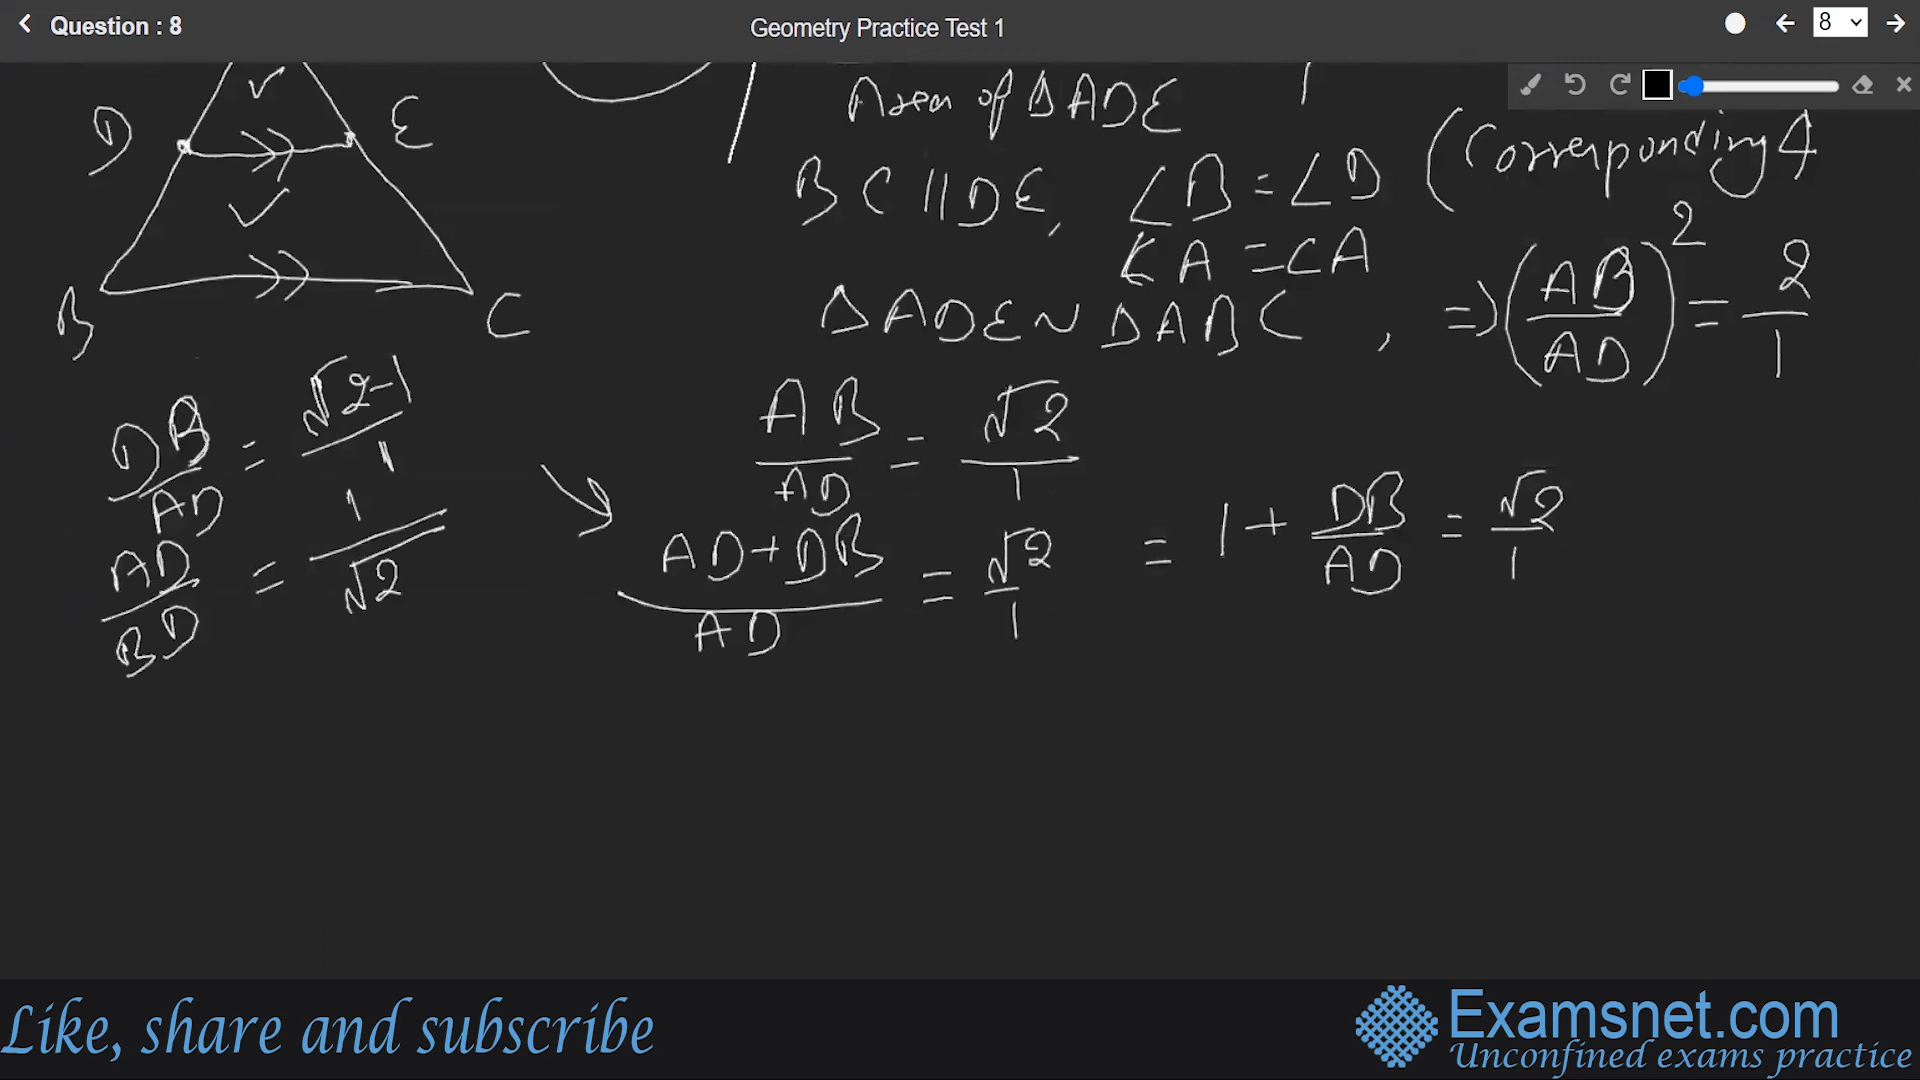 Question : 8
Geometry Practice Test 1
8
Area of ΔADE
D E
BC || DE, ∠B = ∠D (Corresponding
∠A = ∠A
B C
ΔADE ~ ΔABC , => (AB/AD)² = 2/1
DB/AD = √2-1/1
AB/AD = √2/1
AD/BD = 1/√2
AD+DB/AD = √2/1 = 1 + DB/AD = √2/1
Like, share and subscribe
Examsnet.com
Unconfined exams practice